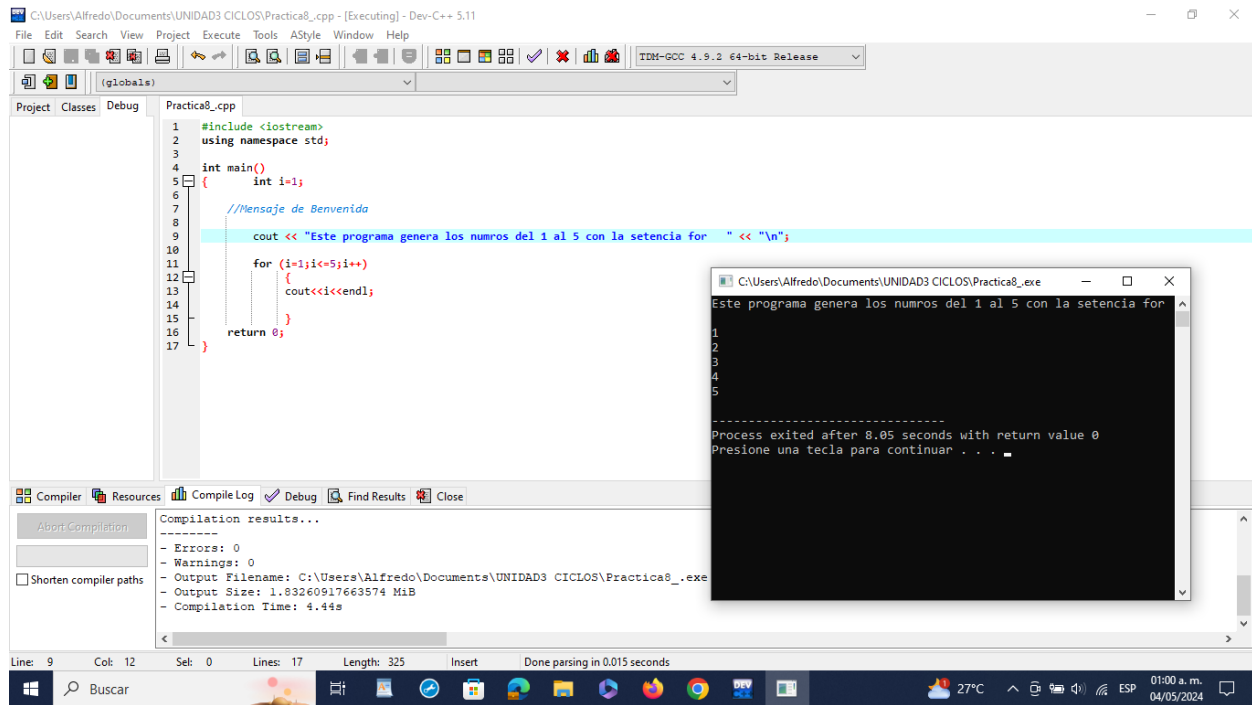 C:\Users\Alfredo\Documents\UNIDAD3 CICLOS\Practica8_.cpp - [Executing] - Dev-C++ 5.11
File Edit Search View Project Execute Tools AStyle Window Help
TDM-GCC 4.9.2 64-bit Release
(globals)
Project Classes Debug Practica8_.cpp
1 #include <iostream>
2 using namespace std;
3
4 int main()
5 { int i=1;
6
7 //Mensaje de Benvenida
8
9 cout << "Este programa genera los numros del 1 al 5 con la setencia for   " << "\n";
10
11 for (i=1;i<=5;i++)
12 {
13 cout<<i<<endl;
14
15 }
16 return 0;
17 }
C:\Users\Alfredo\Documents\UNIDAD3 CICLOS\Practica8_.exe
Este programa genera los numros del 1 al 5 con la setencia for
1
2
3
4
5
--------------------------------
Process exited after 8.05 seconds with return value 0
Presione una tecla para continuar . . .
Compiler Resources Compile Log Debug Find Results Close
Abort Compilation
Shorten compiler paths
Compilation results...
--------
- Errors: 0
- Warnings: 0
- Output Filename: C:\Users\Alfredo\Documents\UNIDAD3 CICLOS\Practica8_.exe
- Output Size: 1.83260917663574 MiB
- Compilation Time: 4.44s
Line: 9 Col: 12 Sel: 0 Lines: 17 Length: 325 Insert Done parsing in 0.015 seconds
Buscar
DEV
1
27°C
ESP
01:00 a. m.
04/05/2024